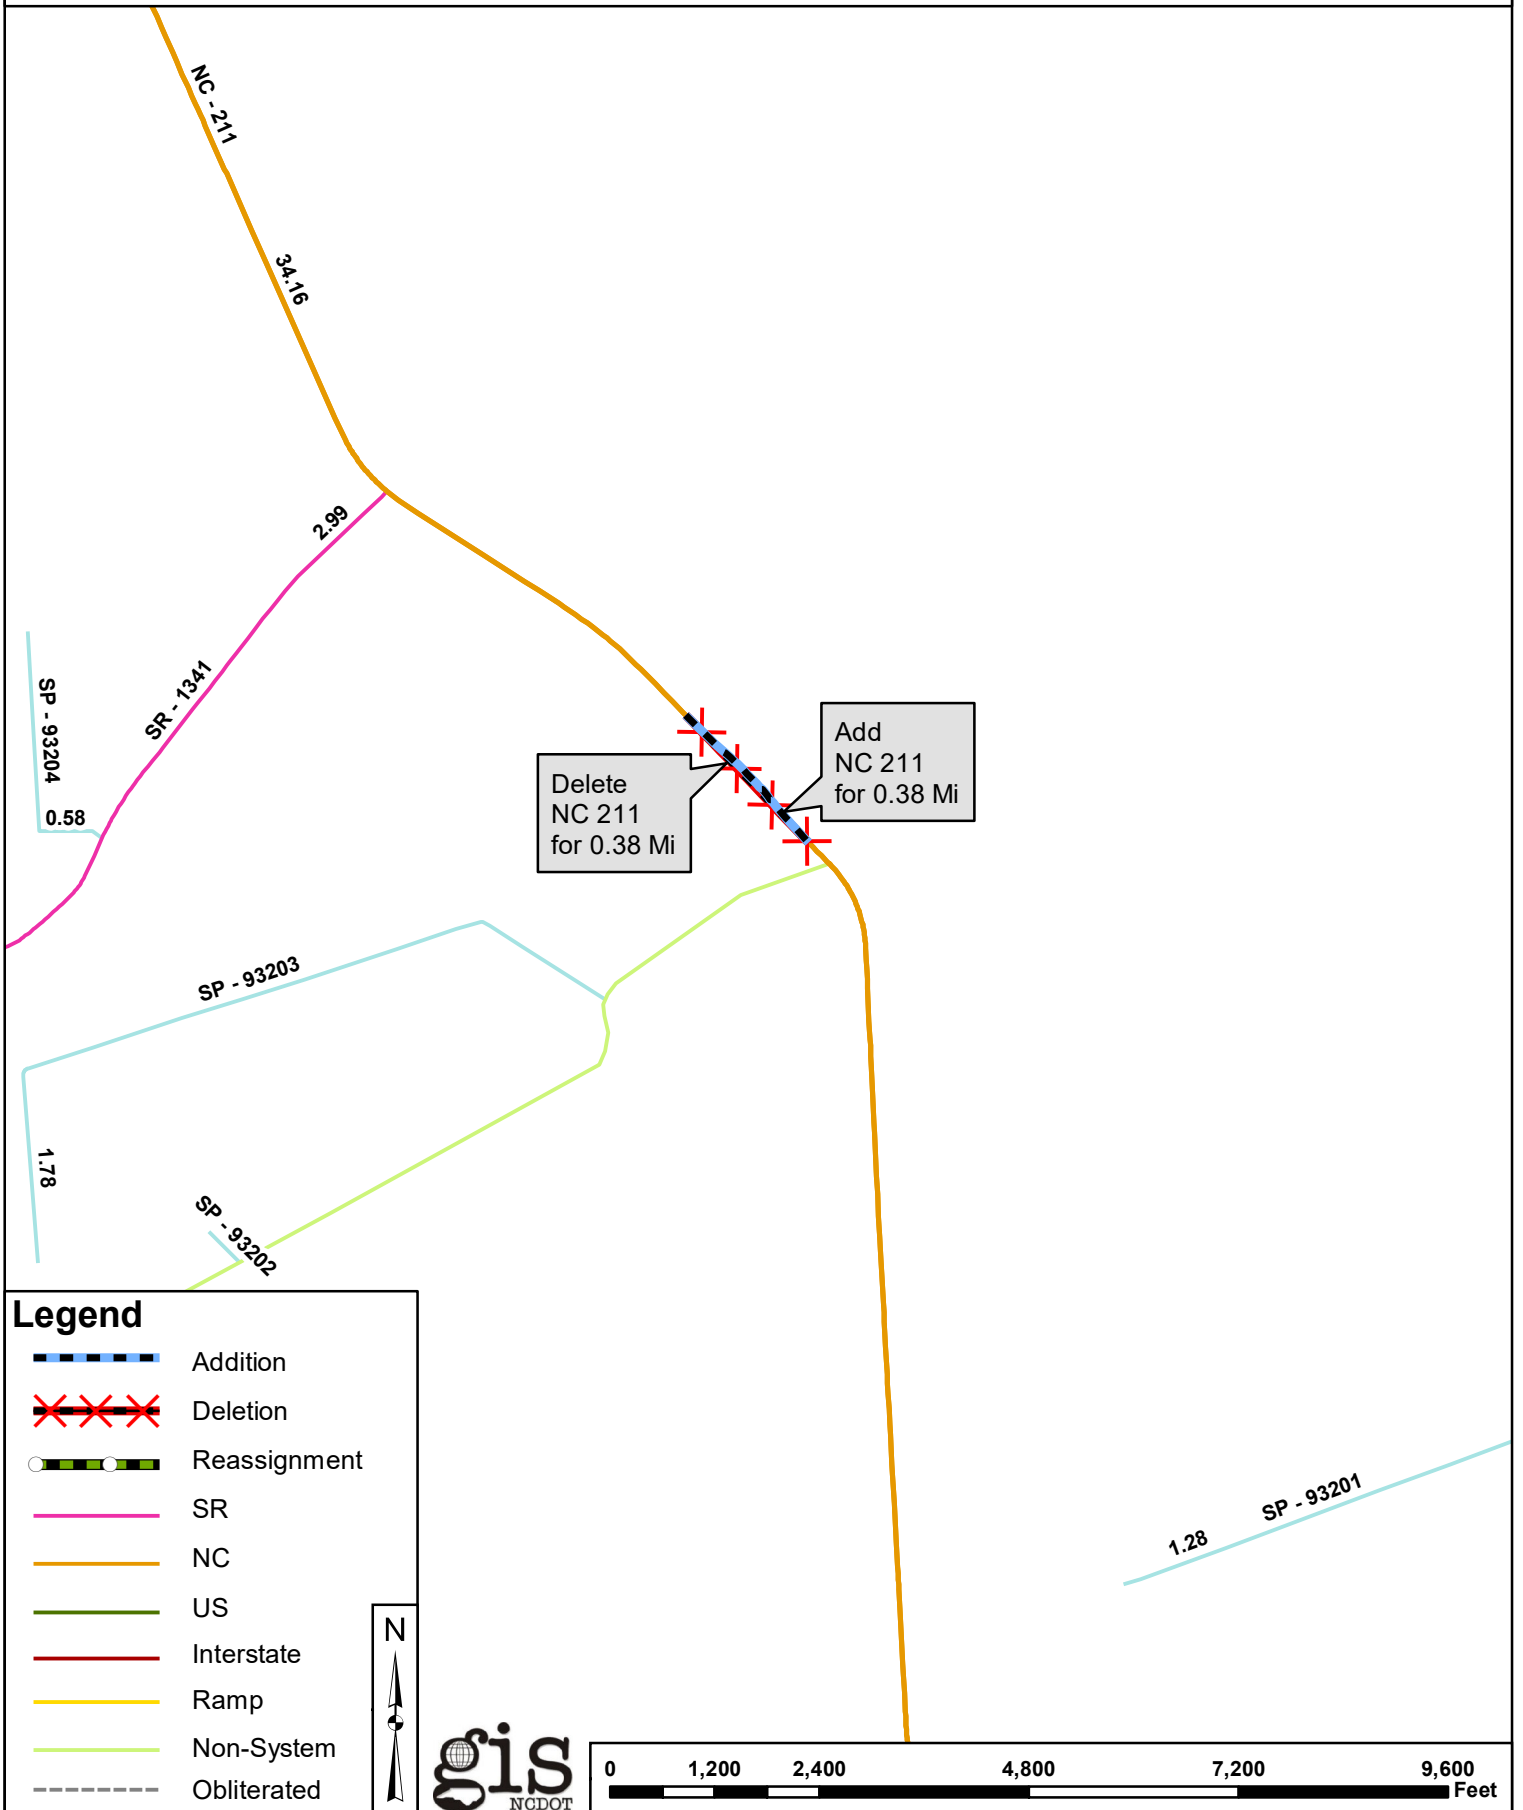 NC - 211
34.16
2.99
SR - 1341
SP - 93204
0.58
Add
NC 211
for 0.38 Mi
Delete
NC 211
for 0.38 Mi
SP - 93203
1.78
SP - 93202
SP - 93201
1.28
Legend
Addition
Deletion
Reassignment
SR
NC
US
Interstate
Ramp
Non-System
Obliterated
N
gis
NCDOT
0 1,200 2,400 4,800 7,200 9,600
Feet